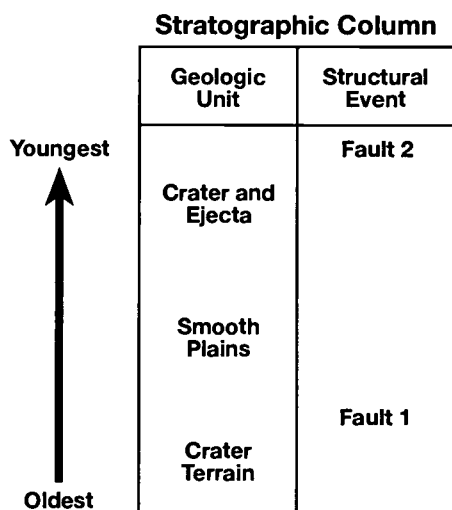 Stratographic Column
Geologic
Unit
Structural
Event
Youngest
Fault 2
Crater and
Ejecta
Smooth
Plains
Fault 1
Crater
Terrain
Oldest